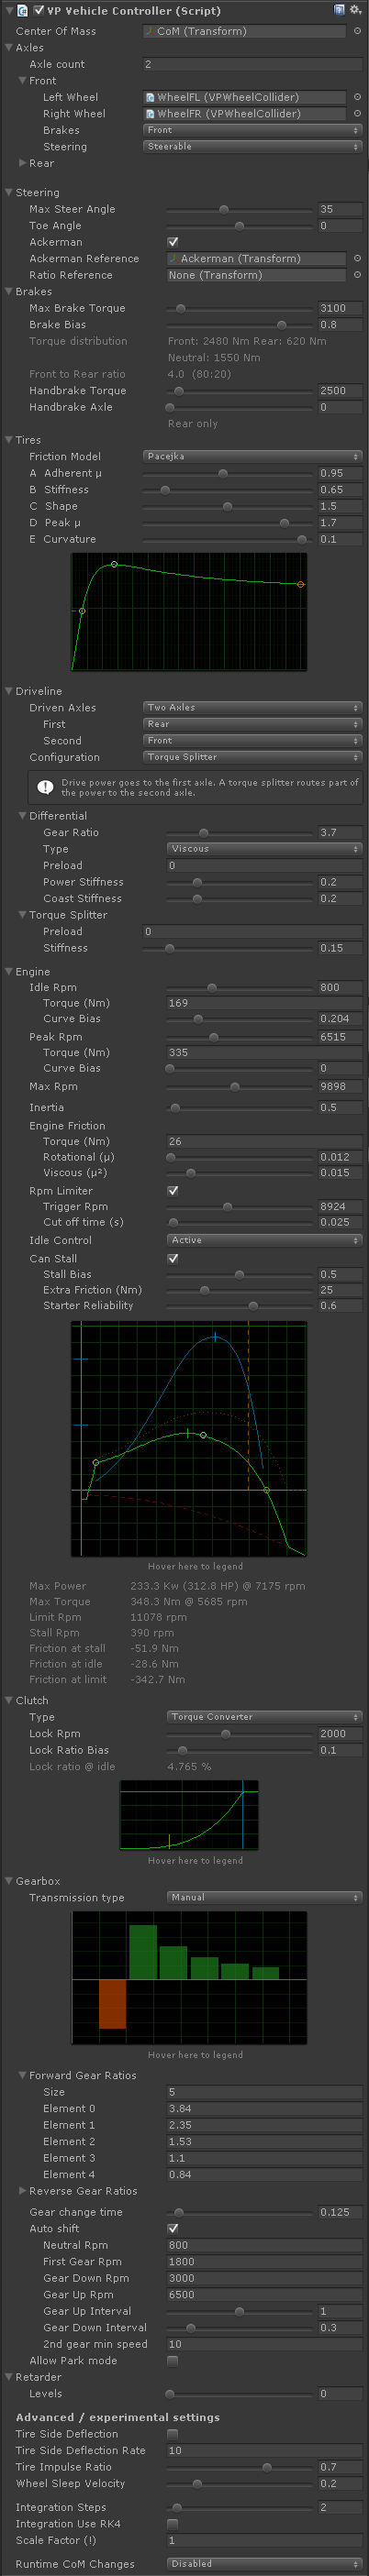 VP Vehicle Controller (Script)
Center Of Mass CoM (Transform)
Axles
Axle count 2
Front
Left Wheel WheelFL (VPWheelCollider)
Right Wheel WheelFR (VPWheelCollider)
Brakes Front
Steering Steerable
Rear
Steering
Max Steer Angle 35
Toe Angle 0
Ackerman
Ackerman Reference Ackerman (Transform)
Ratio Reference None (Transform)
Brakes
Max Brake Torque 3100
Brake Bias 0.8
Torque distribution Front: 2480 Nm Rear: 620 Nm
Neutral: 1550 Nm
Front to Rear ratio 4.0 (80:20)
Handbrake Torque 2500
Handbrake Axle 0
Rear only
Tires
Friction Model Pacejka
A Adherent μ 0.95
B Stiffness 0.65
C Shape 1.5
D Peak μ 1.7
E Curvature 0.1
Driveline
Driven Axles Two Axles
First Rear
Second Front
Configuration Torque Splitter
Drive power goes to the first axle. A torque splitter routes part of
the power to the second axle.
Differential
Gear Ratio 3.7
Type Viscous
Preload 0
Power Stiffness 0.2
Coast Stiffness 0.2
Torque Splitter
Preload 0
Stiffness 0.15
Engine
Idle Rpm 800
Torque (Nm) 169
Curve Bias 0.204
Peak Rpm 6515
Torque (Nm) 335
Curve Bias 0
Max Rpm 9898
Inertia 0.5
Engine Friction
Torque (Nm) 26
Rotational (μ) 0.012
Viscous (μ²) 0.015
Rpm Limiter
Trigger Rpm 8924
Cut off time (s) 0.025
Idle Control Active
Can Stall
Stall Bias 0.5
Extra Friction (Nm) 25
Starter Reliability 0.6
Hover here to legend
Max Power 233.3 Kw (312.8 HP) @ 7175 rpm
Max Torque 348.3 Nm @ 5685 rpm
Limit Rpm 11078 rpm
Stall Rpm 390 rpm
Friction at stall -51.9 Nm
Friction at idle -28.6 Nm
Friction at limit -342.7 Nm
Clutch
Type Torque Converter
Lock Rpm 2000
Lock Ratio Bias 0.1
Lock ratio @ idle 4.765 %
Hover here to legend
Gearbox
Transmission type Manual
Hover here to legend
Forward Gear Ratios
Size 5
Element 0 3.84
Element 1 2.35
Element 2 1.53
Element 3 1.1
Element 4 0.84
Reverse Gear Ratios
Gear change time 0.125
Auto shift
Neutral Rpm 800
First Gear Rpm 1800
Gear Down Rpm 3000
Gear Up Rpm 6500
Gear Up Interval 1
Gear Down Interval 0.3
2nd gear min speed 10
Allow Park mode
Retarder
Levels 0
Advanced / experimental settings
Tire Side Deflection
Tire Side Deflection Rate 10
Tire Impulse Ratio 0.7
Wheel Sleep Velocity 0.2
Integration Steps 2
Integration Use RK4
Scale Factor (!) 1
Runtime CoM Changes Disabled